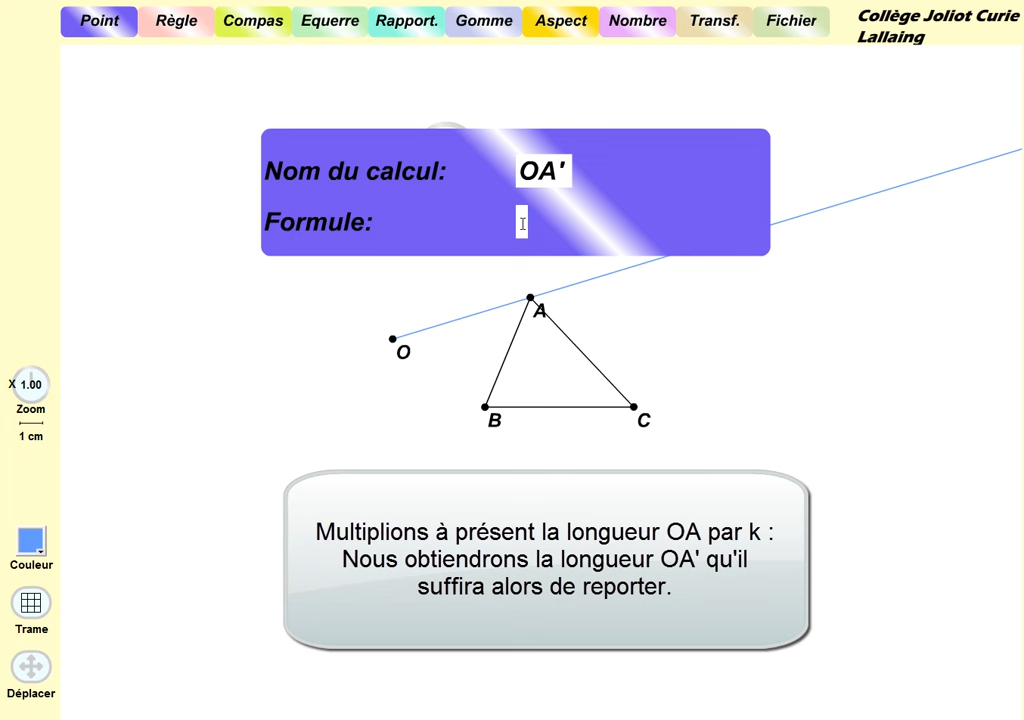 Point Règle Compas Equerre Rapport. Gomme Aspect Nombre Transf. Fichier
Collège Joliot Curie
Lallaing
Nom du calcul: OA'
Formule:
A
O
B
C
X 1.00
Zoom
1 cm
Multiplions à présent la longueur OA par k :
Nous obtiendrons la longueur OA' qu'il
suffira alors de reporter.
Couleur
Trame
Déplacer